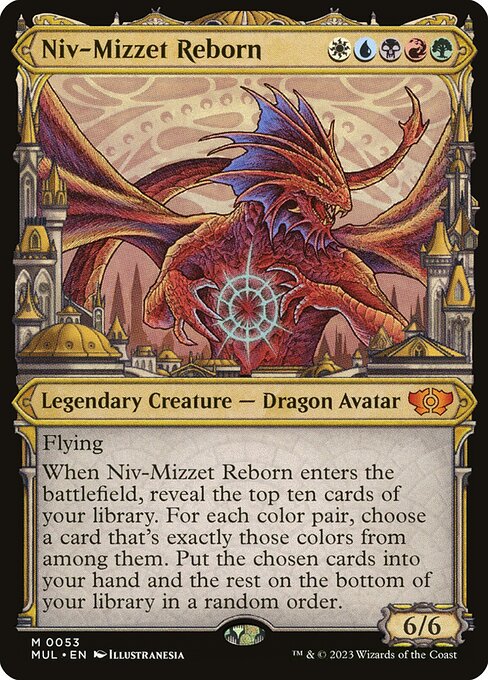 Niv-Mizzet Reborn
Legendary Creature — Dragon Avatar
Flying
When Niv-Mizzet Reborn enters the
battlefield, reveal the top ten cards of
your library. For each color pair, choose
a card that's exactly those colors from
among them. Put the chosen cards into
your hand and the rest on the bottom of
your library in a random order.
6/6
M 0053
MUL • EN ILLUSTRANESIA
™ & © 2023 Wizards of the Coast